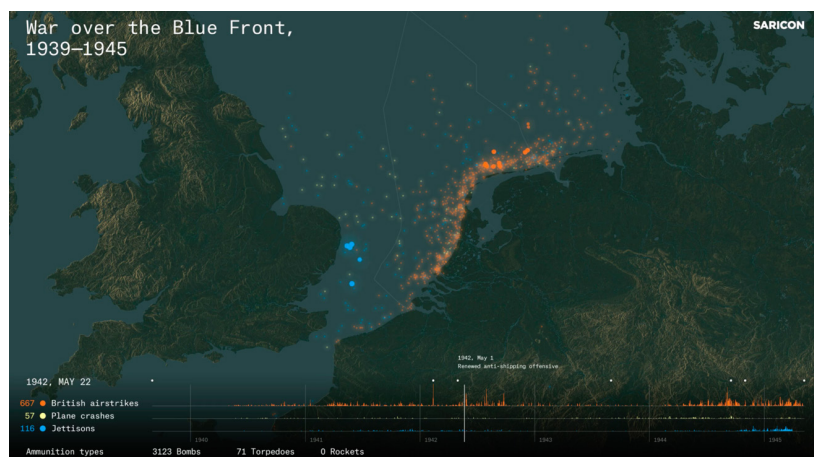 War over the Blue Front,
1939—1945
SARICON
1942, May 1
Renewed anti-shipping offensive
1942, MAY 22
667 British airstrikes
57 Plane crashes
116 Jettisons
1940 1941 1942 1943 1944 1945
Ammunition types 3123 Bombs 71 Torpedoes 0 Rockets